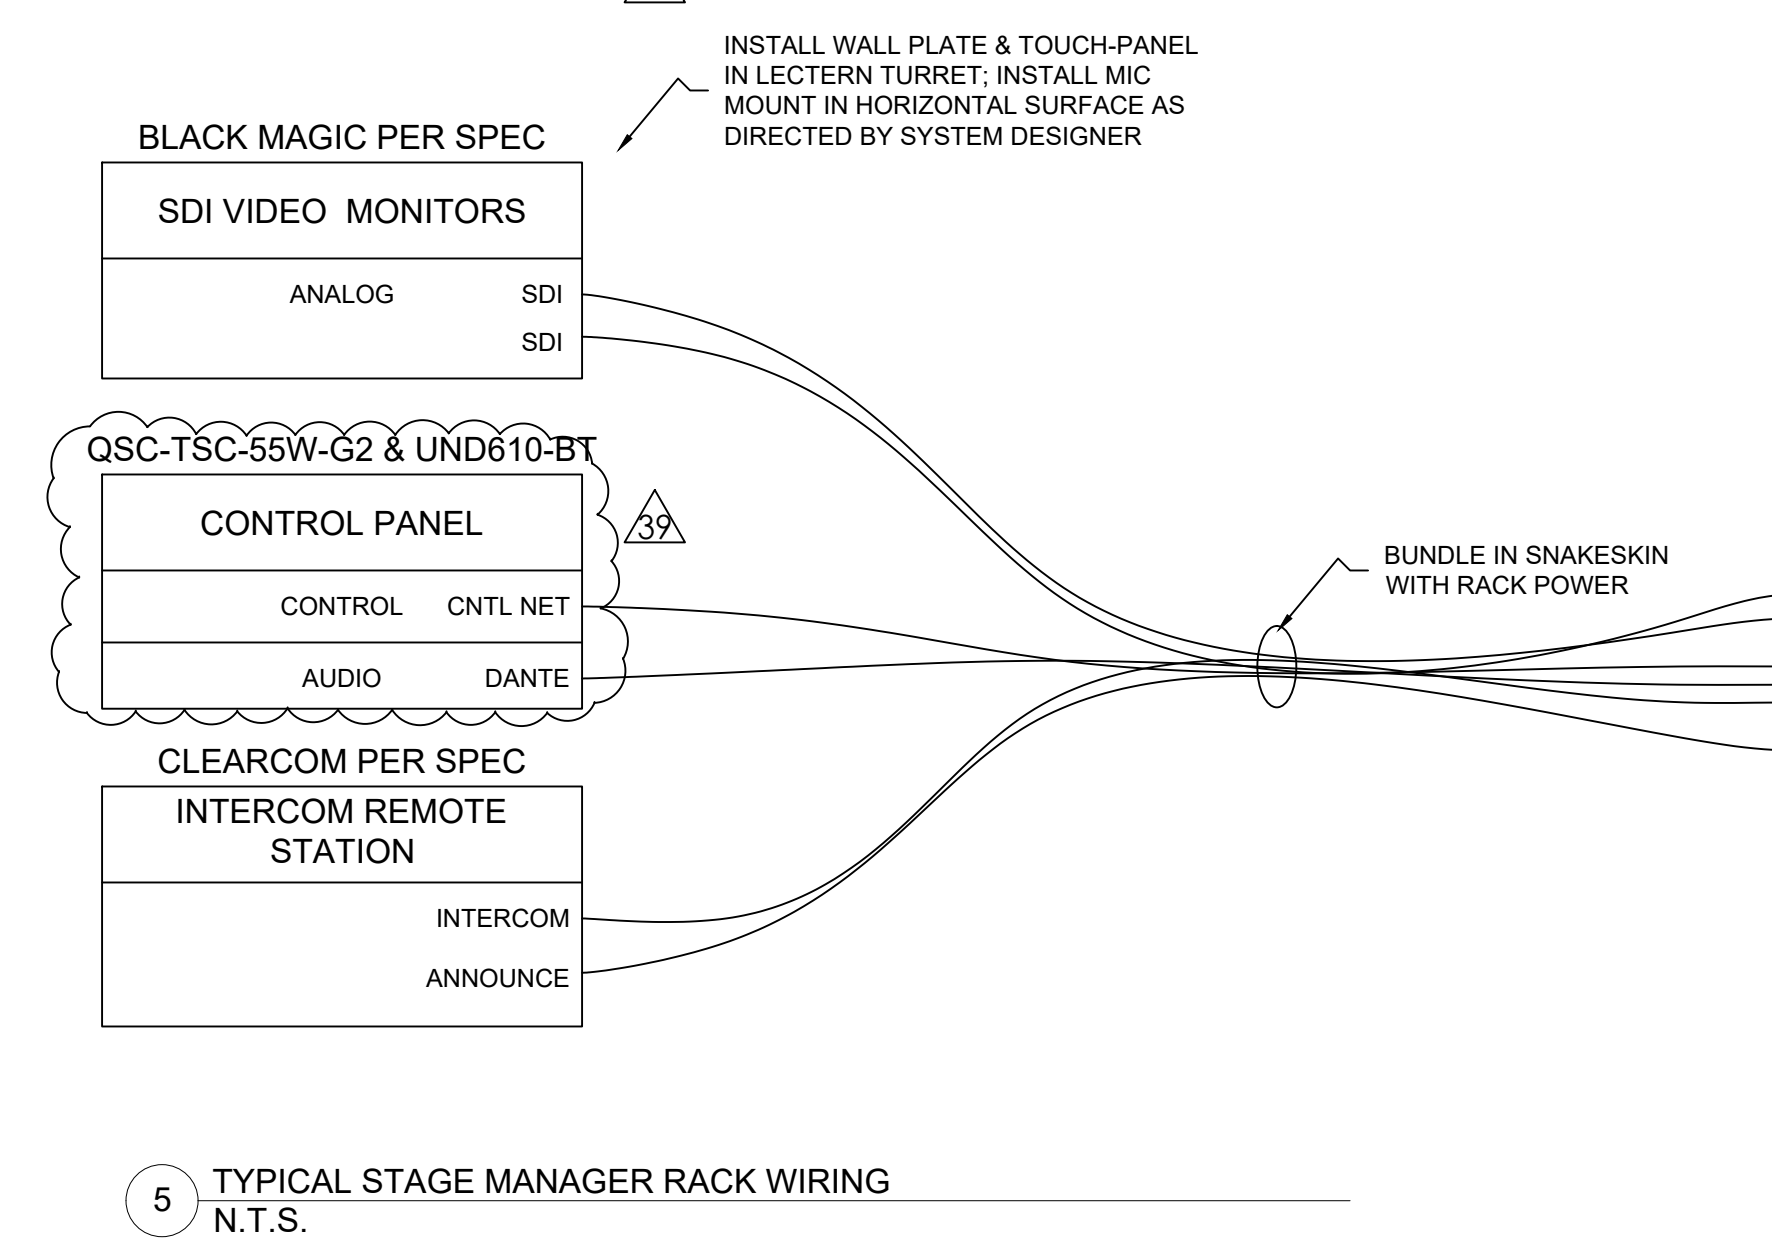 INSTALL WALL PLATE & TOUCH-PANEL
IN LECTERN TURRET; INSTALL MIC
MOUNT IN HORIZONTAL SURFACE AS
DIRECTED BY SYSTEM DESIGNER
BLACK MAGIC PER SPEC
SDI VIDEO MONITORS
ANALOG SDI
SDI
QSC-TSC-55W-G2 & UND610-BT
CONTROL PANEL
39
CONTROL CNTL NET
AUDIO DANTE
BUNDLE IN SNAKESKIN
WITH RACK POWER
CLEARCOM PER SPEC
INTERCOM REMOTE
STATION
INTERCOM
ANNOUNCE
5 TYPICAL STAGE MANAGER RACK WIRING
N.T.S.